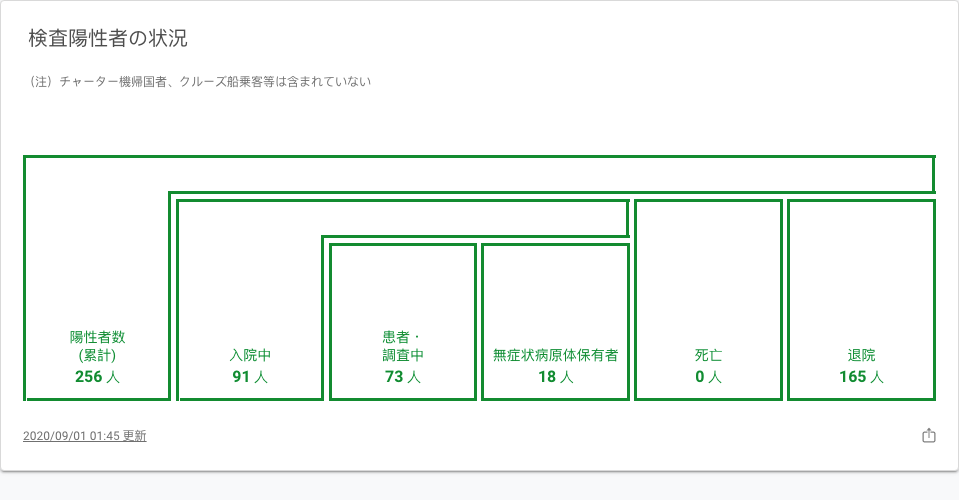 検査陽性者の状況
（注）チャーター機帰国者、クルーズ船乗客等は含まれていない
陽性者数
(累計)
256 人
入院中
91 人
患者・
調査中
73 人
無症状病原体保有者
18 人
死亡
0 人
退院
165 人
2020/09/01 01:45 更新